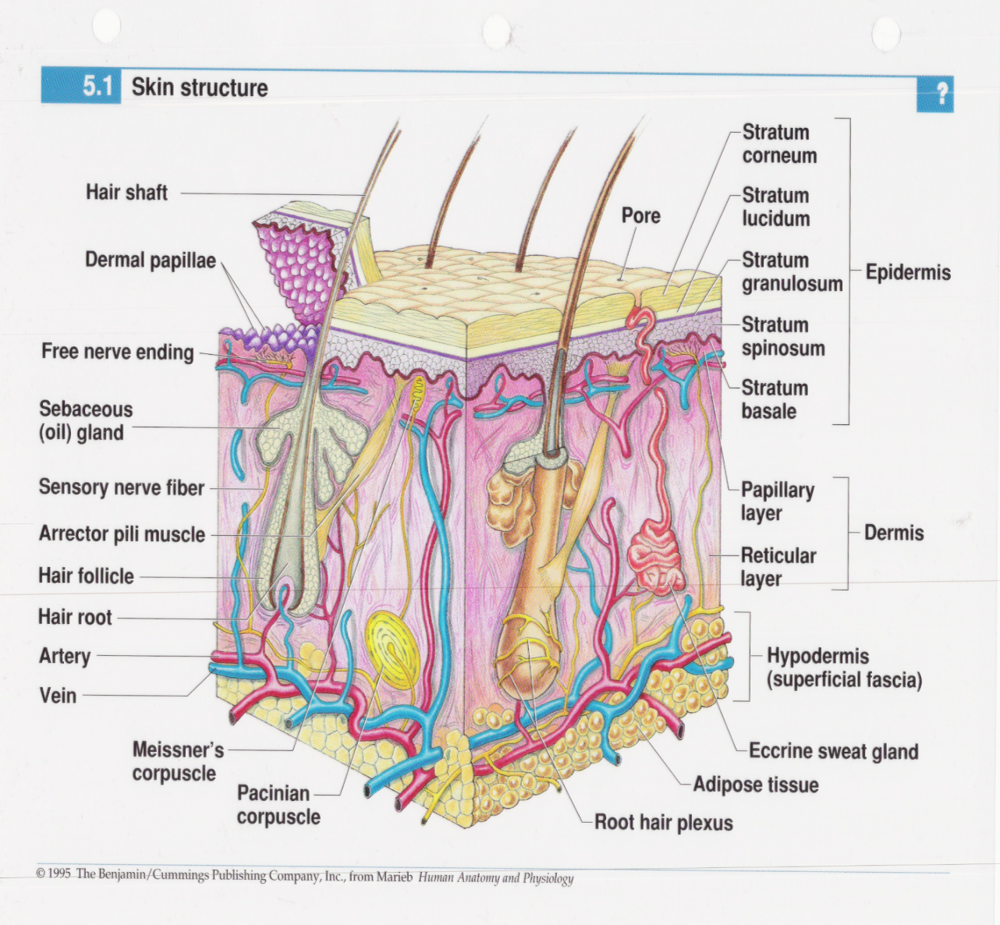 5.1 Skin structure ?
Hair shaft
Dermal papillae
Free nerve ending
Sebaceous
(oil) gland
Sensory nerve fiber
Arrector pili muscle
Hair follicle
Hair root
Artery
Vein
Meissner's
corpuscle
Pacinian
corpuscle
Pore
Stratum
corneum
Stratum
lucidum
Stratum
granulosum
Stratum
spinosum
Stratum
basale
Epidermis
Papillary
layer
Reticular
layer
Dermis
Hypodermis
(superficial fascia)
Eccrine sweat gland
Adipose tissue
Root hair plexus
© 1995 The Benjamin/Cummings Publishing Company, Inc., from Marieb Human Anatomy and Physiology